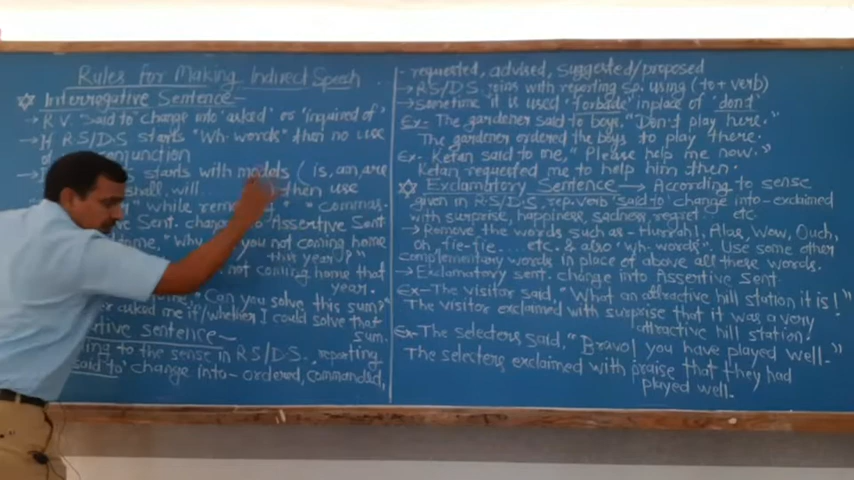 Rules for Making Indirect Speech
Interrogative Sentence-
→ R.V. "said to" change into 'asked' or 'inquired of'
→ If R.S/D.S starts "Wh. words" then no use
of conjunction
→ starts with models (is, am, are
shall, will then use
" while " " commas.
Sent. change to Assertive Sent
me, "Why you not coming home
this year?"
not coming home that
year.
"Can you solve this sum?"
asked me if/whether I could solve that
sum.
tive sentence-
ing to the sense in R.S/D.S. reporting
said to' change into - ordered, commanded,
- requested, advised, suggested/proposed
→ R.S/D.S. joins with reporting sp. using (to + verb)
→ sometime it is used 'forbade' in place of 'don't'
Ex- The gardener said to boys, "Don't play here."
The gardener ordered the boys to play there.
Ex- Ketan said to me, "Please help me now."
Ketan requested me to help him then.
Exclamatory Sentence → According to sense
given in R.S/D.S, rep. verb 'said to' change into - exclaimed
with surprise, happiness, sadness, regret. etc
→ Remove the words such as - Hurrah!, Alas, Wow, Ouch,
oh, fie-fie... etc. & also 'wh-words'. Use some other
complementary words in place of above all these words.
→ Exclamatory sent. change into Assertive Sent.
Ex- The visitor said, "What an attractive hill station it is!"
The visitor exclaimed with surprise that it was a very
attractive hill station.
Ex- The selectors said, "Bravo! you have played well."
The selecters exclaimed with praise that they had
played well.